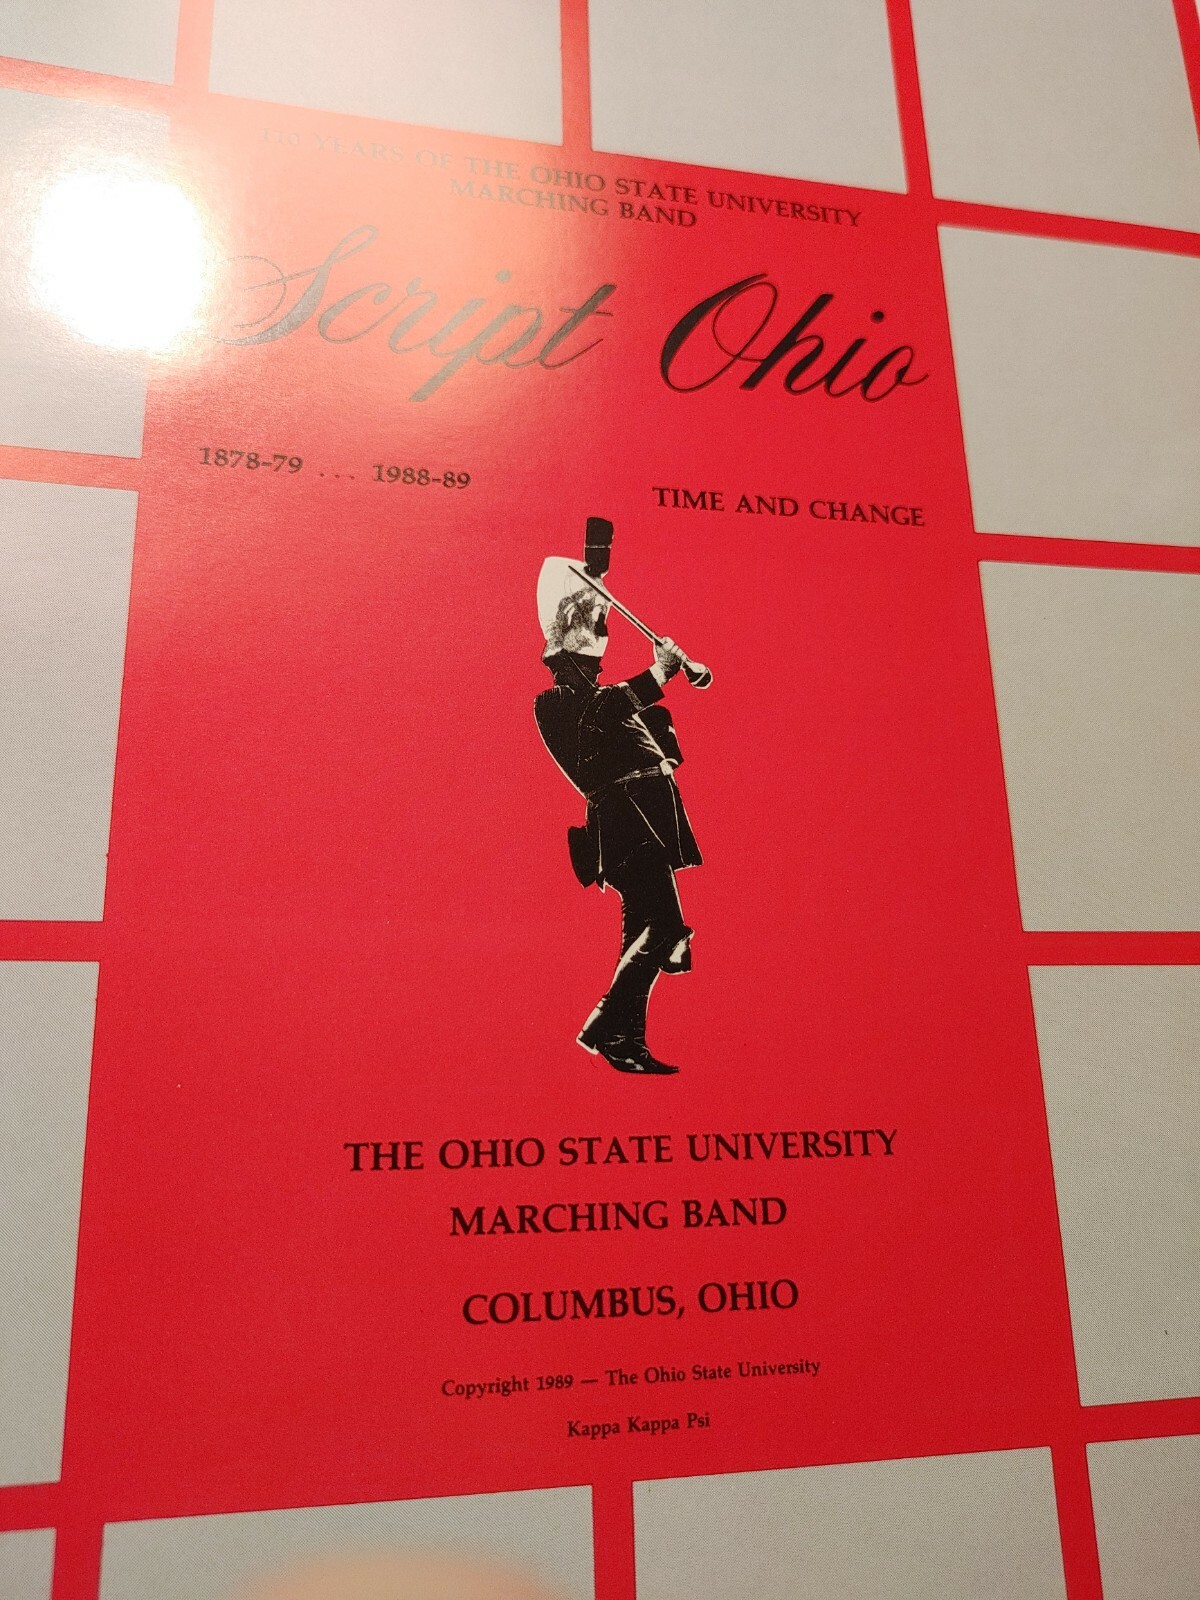 110 YEARS OF THE OHIO STATE UNIVERSITY
MARCHING BAND
Script Ohio
1878-79 ... 1988-89
TIME AND CHANGE
THE OHIO STATE UNIVERSITY
MARCHING BAND
COLUMBUS, OHIO
Copyright 1989 — The Ohio State University
Kappa Kappa Psi